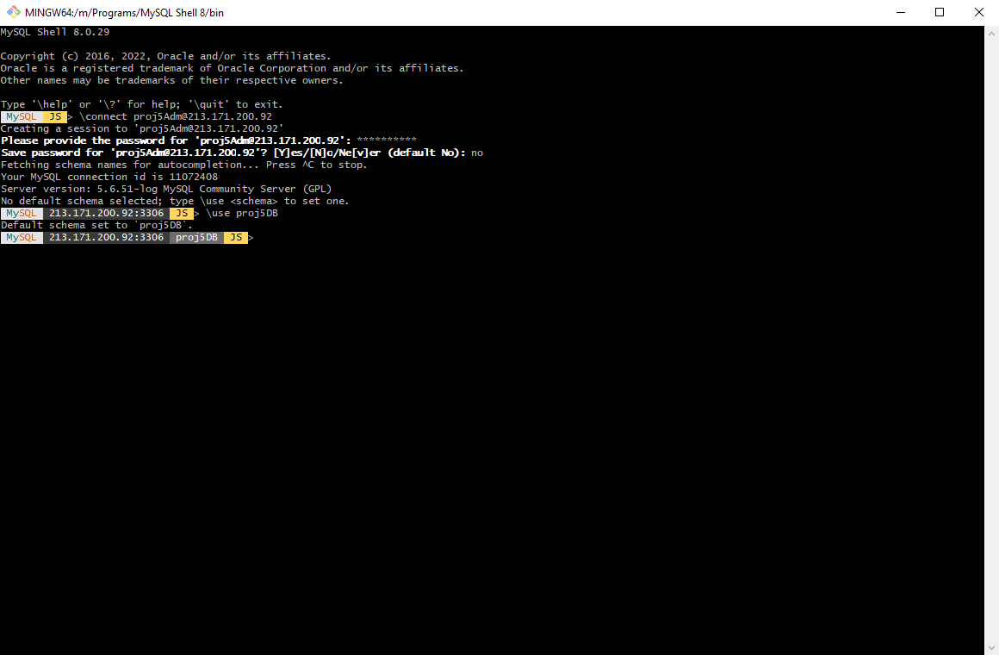 MINGW64:/m/Programs/MySQL Shell 8/bin
MySQL Shell 8.0.29
Copyright (c) 2016, 2022, Oracle and/or its affiliates.
Oracle is a registered trademark of Oracle Corporation and/or its affiliates.
Other names may be trademarks of their respective owners.
Type '\help' or '\?' for help; '\quit' to exit.
MySQL JS > \connect proj5Adm@213.171.200.92
Creating a session to 'proj5Adm@213.171.200.92'
Please provide the password for 'proj5Adm@213.171.200.92': **********
Save password for 'proj5Adm@213.171.200.92'? [Y]es/[N]o/Ne[v]er (default No): no
Fetching schema names for autocompletion... Press ^C to stop.
Your MySQL connection id is 11072408
Server version: 5.6.51-log MySQL Community Server (GPL)
No default schema selected; type \use <schema> to set one.
MySQL 213.171.200.92:3306 JS > \use proj5DB
Default schema set to `proj5DB`.
MySQL 213.171.200.92:3306 proj5DB JS >